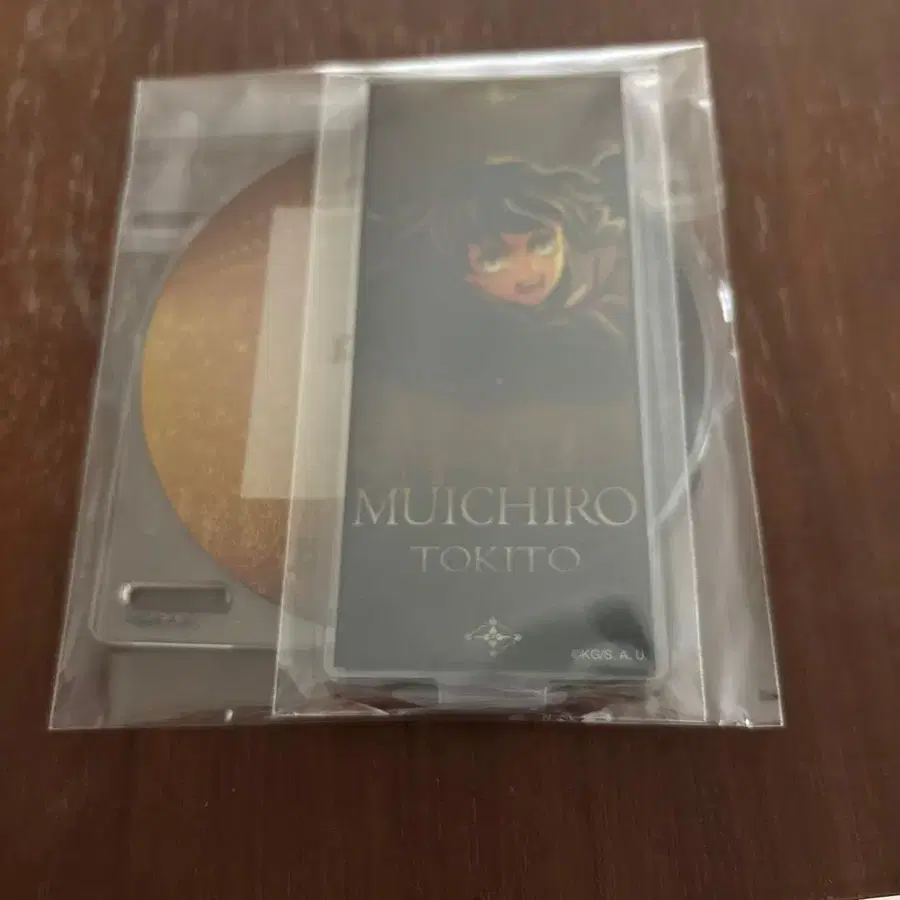 MUICHIRO
TOKITO
©KG/S. A. U.